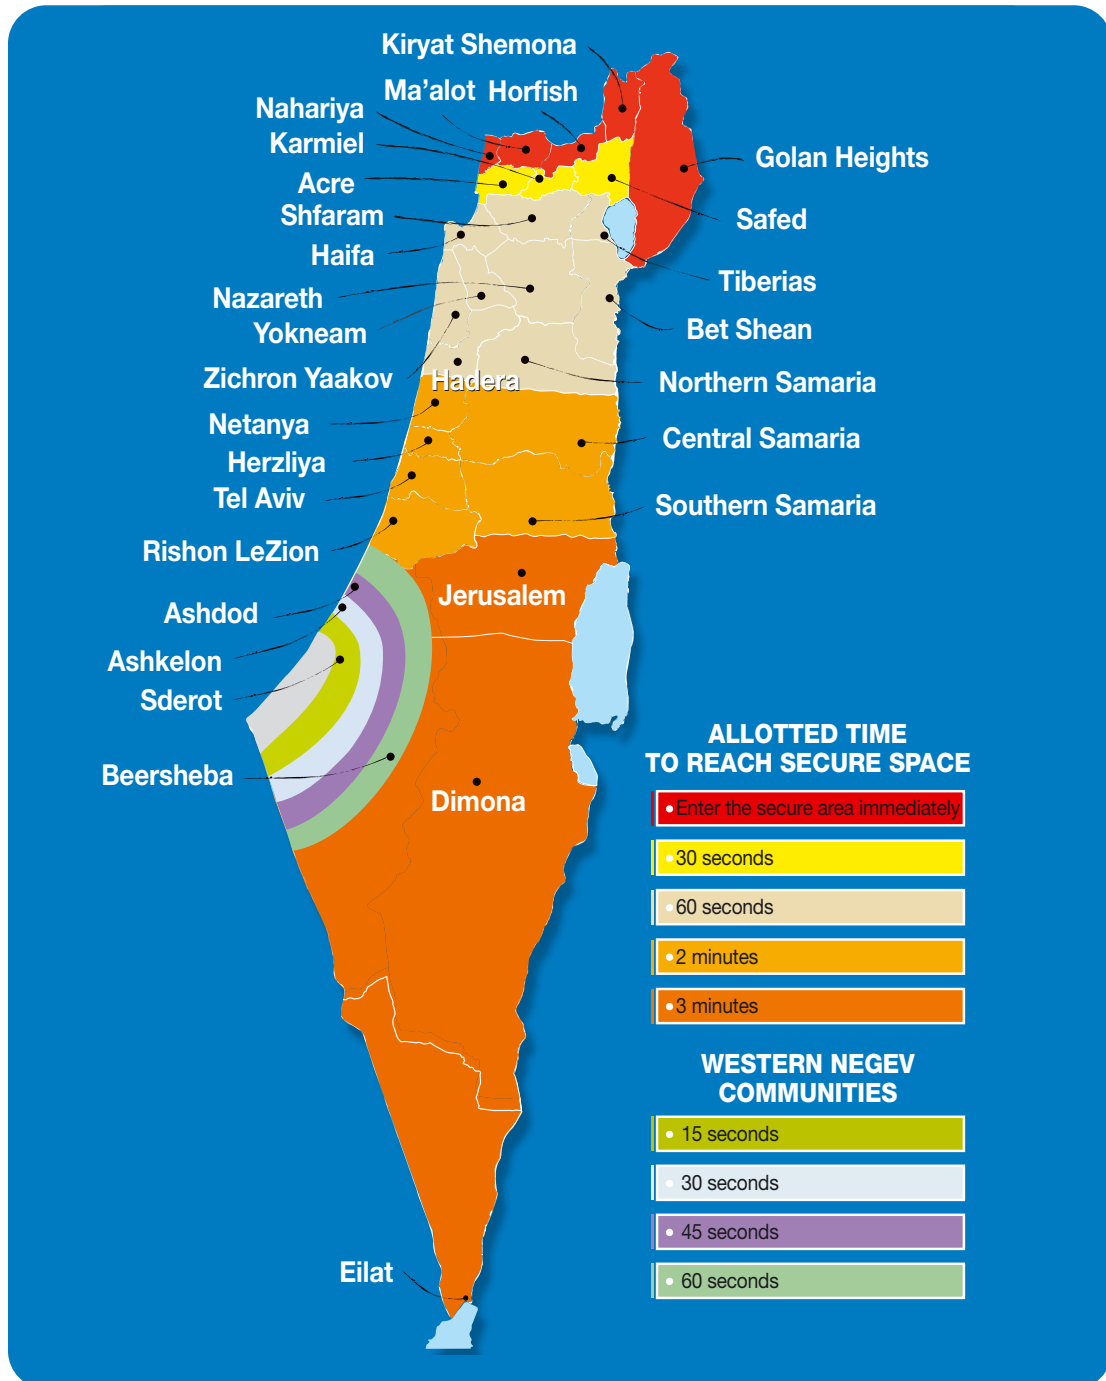 Kiryat Shemona
Ma'alot Horfish
Nahariya
Karmiel
Golan Heights
Acre
Shfaram
Safed
Haifa
Tiberias
Nazareth
Yokneam
Bet Shean
Zichron Yaakov
Hadera
Northern Samaria
Netanya
Central Samaria
Herzliya
Tel Aviv
Southern Samaria
Rishon LeZion
Jerusalem
Ashdod
Ashkelon
Sderot
Beersheba
Dimona
Eilat
ALLOTTED TIME
TO REACH SECURE SPACE
• Enter the secure area immediately
• 30 seconds
• 60 seconds
• 2 minutes
• 3 minutes
WESTERN NEGEV
COMMUNITIES
• 15 seconds
• 30 seconds
• 45 seconds
• 60 seconds